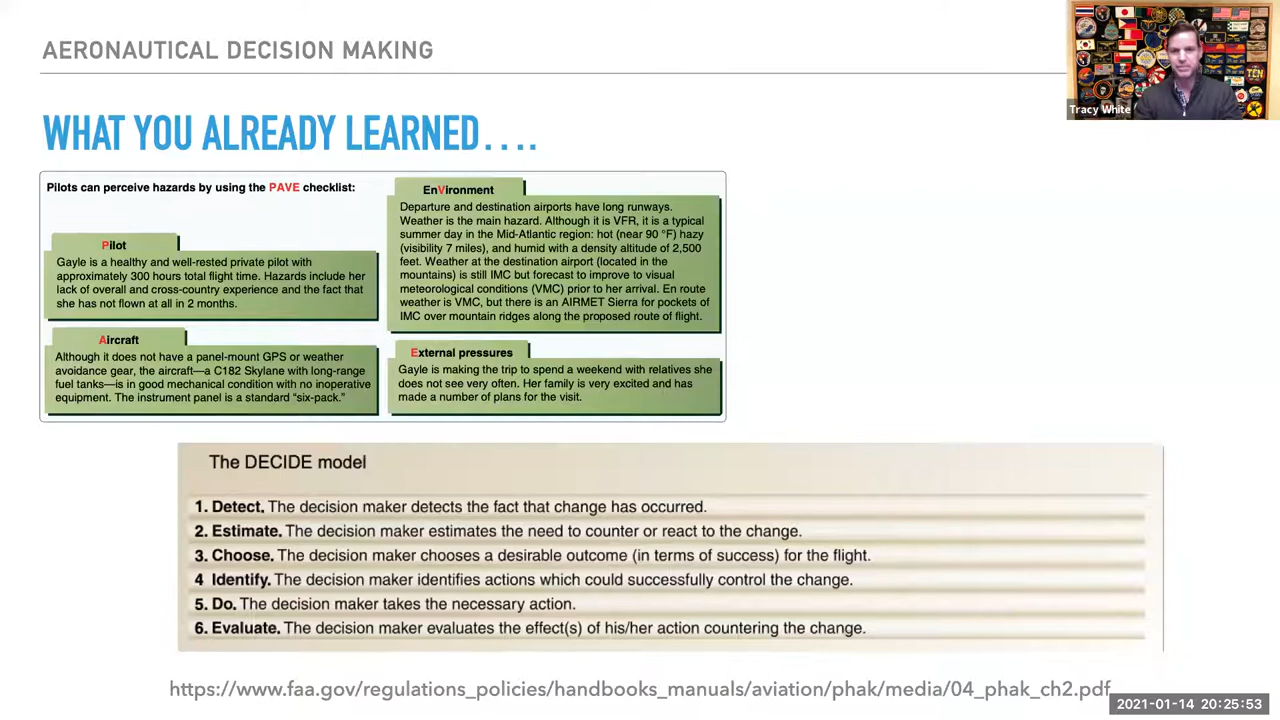 AERONAUTICAL DECISION MAKING
Tracy White
WHAT YOU ALREADY LEARNED....
Pilots can perceive hazards by using the PAVE checklist:
Pilot
Gayle is a healthy and well-rested private pilot with
approximately 300 hours total flight time. Hazards include her
lack of overall and cross-country experience and the fact that
she has not flown at all in 2 months.
Aircraft
Although it does not have a panel-mount GPS or weather
avoidance gear, the aircraft—a C182 Skylane with long-range
fuel tanks—is in good mechanical condition with no inoperative
equipment. The instrument panel is a standard “six-pack.”
EnVironment
Departure and destination airports have long runways.
Weather is the main hazard. Although it is VFR, it is a typical
summer day in the Mid-Atlantic region: hot (near 90 °F) hazy
(visibility 7 miles), and humid with a density altitude of 2,500
feet. Weather at the destination airport (located in the
mountains) is still IMC but forecast to improve to visual
meteorological conditions (VMC) prior to her arrival. En route
weather is VMC, but there is an AIRMET Sierra for pockets of
IMC over mountain ridges along the proposed route of flight.
External pressures
Gayle is making the trip to spend a weekend with relatives she
does not see very often. Her family is very excited and has
made a number of plans for the visit.
The DECIDE model
1. Detect. The decision maker detects the fact that change has occurred.
2. Estimate. The decision maker estimates the need to counter or react to the change.
3. Choose. The decision maker chooses a desirable outcome (in terms of success) for the flight.
4 Identify. The decision maker identifies actions which could successfully control the change.
5. Do. The decision maker takes the necessary action.
6. Evaluate. The decision maker evaluates the effect(s) of his/her action countering the change.
https://www.faa.gov/regulations_policies/handbooks_manuals/aviation/phak/media/04_phak_ch2.pdf
2021-01-14 20:25:53